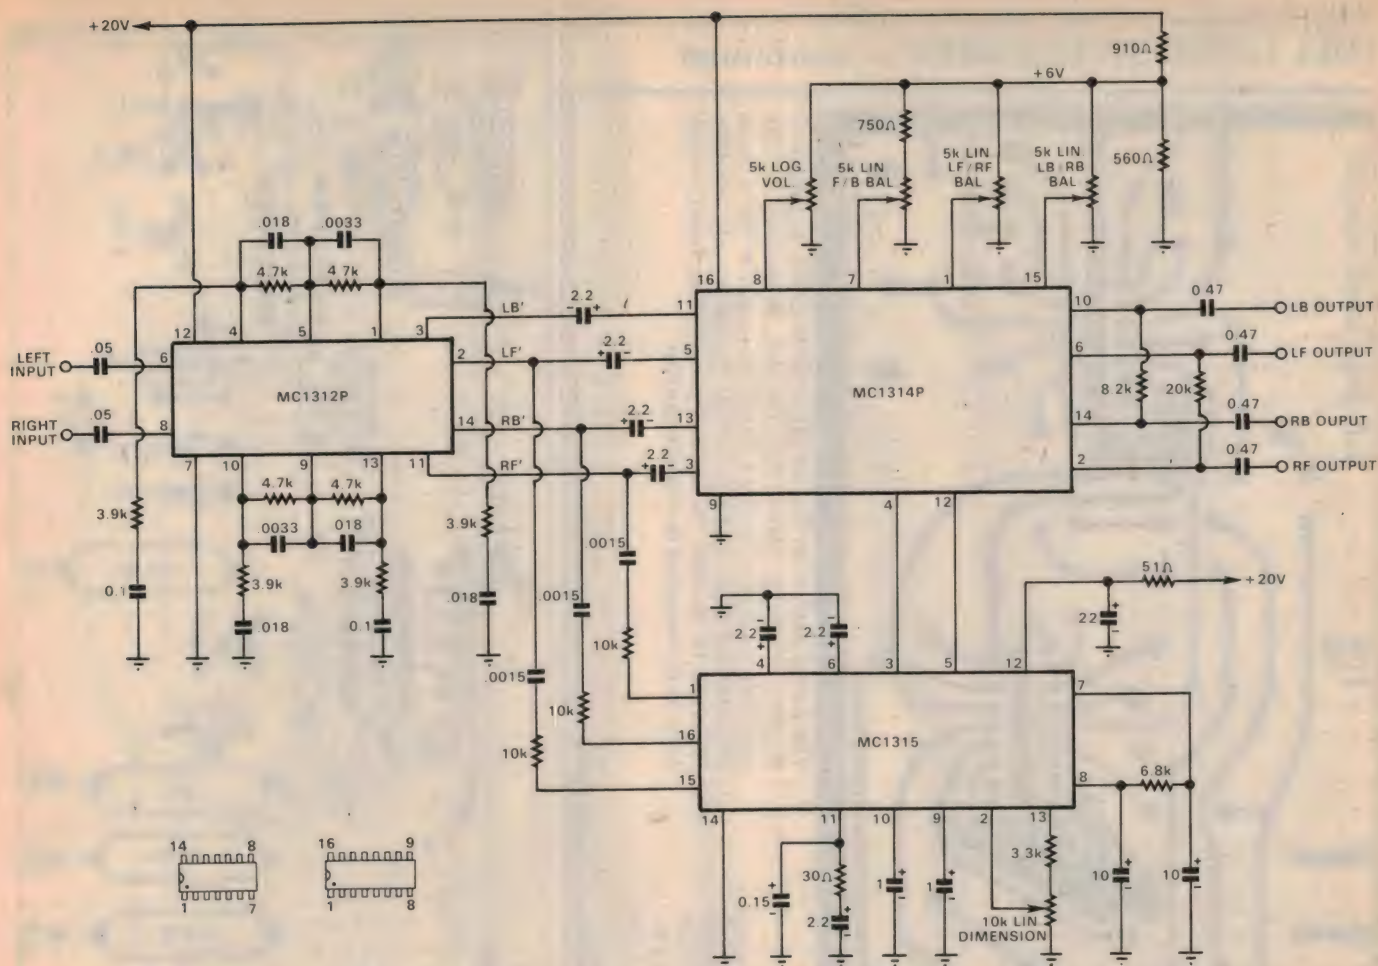 +20V
910Ω
+6V
750Ω
560Ω
5k LOG
VOL.
5k LIN
F/B BAL
5k LIN
LF/RF
BAL
5k LIN
LB/RB
BAL
.018
.0033
4.7k
4.7k
16
8
7
1
15
12
4
5
1
3
LB'
2.2
- +
11
10
0.47
LB OUTPUT
LEFT
INPUT
.05
6
MC1312P
2
LF'
2.2
+ -
5
MC1314P
6
0.47
LF OUTPUT
8.2k
20k
RIGHT
INPUT
.05
8
14
RB'
2.2
+ -
13
14
0.47
RB OUPUT
7
10
9
13
11
RF'
2.2
+ -
3
2
0.47
RF OUTPUT
4.7k
4.7k
9
4
12
3.9k
.0033
.018
3.9k
.0015
3.9k
3.9k
51Ω
+20V
0.1
.018
0.1
.018
.0015
2.2
- +
2.2
- +
22
+ -
10k
4
6
3
5
12
.0015
1
7
10k
16
MC1315
10k
15
8
6.8k
14
11
10
9
2
13
14
8
16
9
3.3k
30Ω
1
+ -
1
+ -
10
+ -
10
+ -
0.15
+ -
2.2
+ -
10k LIN
DIMENSION
1
7
1
8